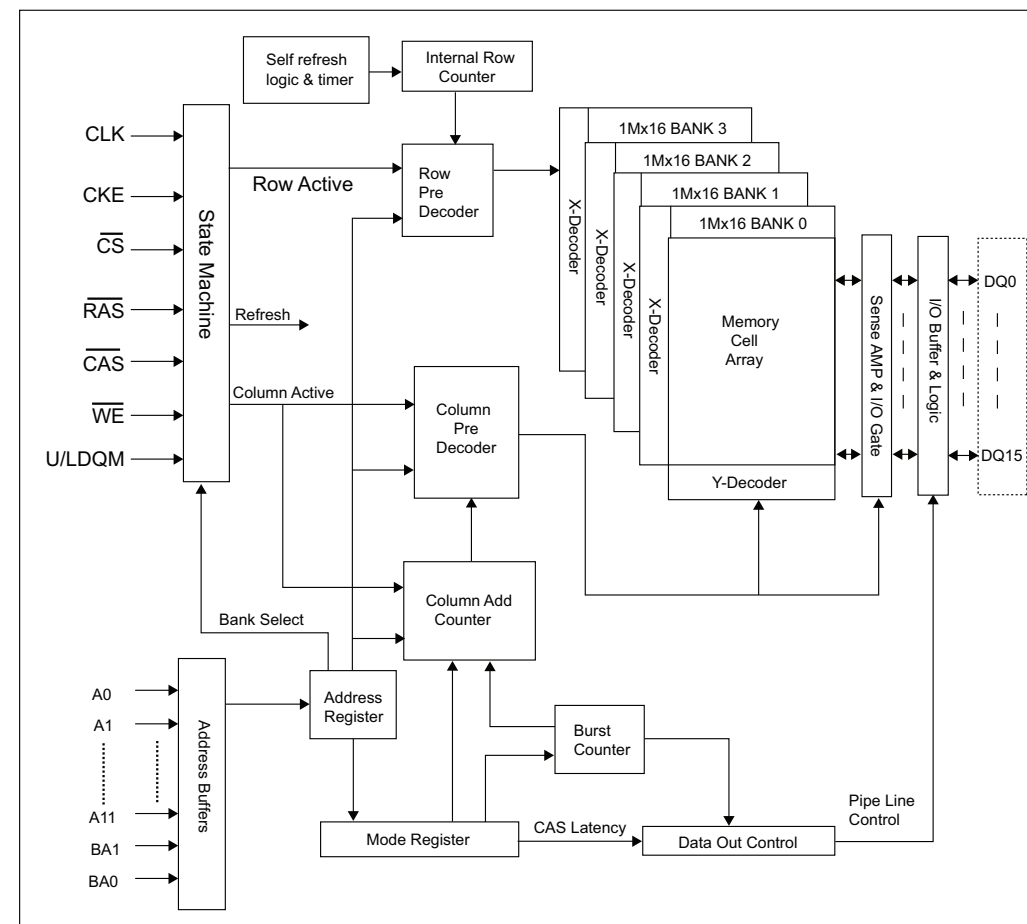 Self refresh
logic & timer
Internal Row
Counter
CLK
CKE
C̅S̅
R̅A̅S̅
C̅A̅S̅
W̅E̅
U/LDQM
State Machine
Row Active
Refresh
Column Active
Row
Pre
Decoder
Column
Pre
Decoder
Column Add
Counter
Bank Select
X-Decoder
X-Decoder
X-Decoder
X-Decoder
1Mx16 BANK 3
1Mx16 BANK 2
1Mx16 BANK 1
1Mx16 BANK 0
Memory
Cell
Array
Y-Decoder
Sense AMP & I/O Gate
I/O Buffer & Logic
DQ0
DQ15
A0
A1
A11
BA1
BA0
Address Buffers
Address
Register
Burst
Counter
Mode Register
CAS Latency
Data Out Control
Pipe Line
Control